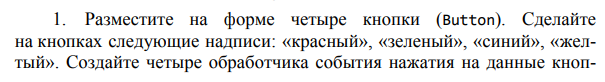 1. Разместите на форме четыре кнопки (Button). Сделайте
на кнопках следующие надписи: «красный», «зеленый», «синий», «жел-
тый». Создайте четыре обработчика события нажатия на данные кноп-